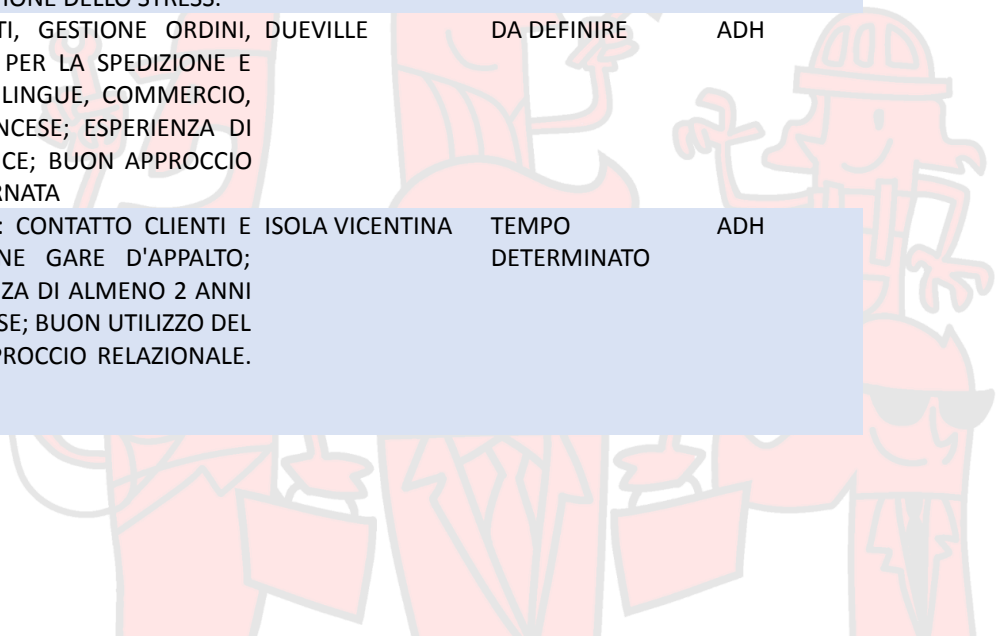 IONE DELLO STRESS.
TI, GESTIONE ORDINI, DUEVILLE DA DEFINIRE ADH
PER LA SPEDIZIONE E
LINGUE, COMMERCIO,
NCESE; ESPERIENZA DI
ICE; BUON APPROCCIO
RNATA
: CONTATTO CLIENTI E ISOLA VICENTINA TEMPO ADH
NE GARE D'APPALTO; DETERMINATO
ZA DI ALMENO 2 ANNI
SE; BUON UTILIZZO DEL
PROCCIO RELAZIONALE.